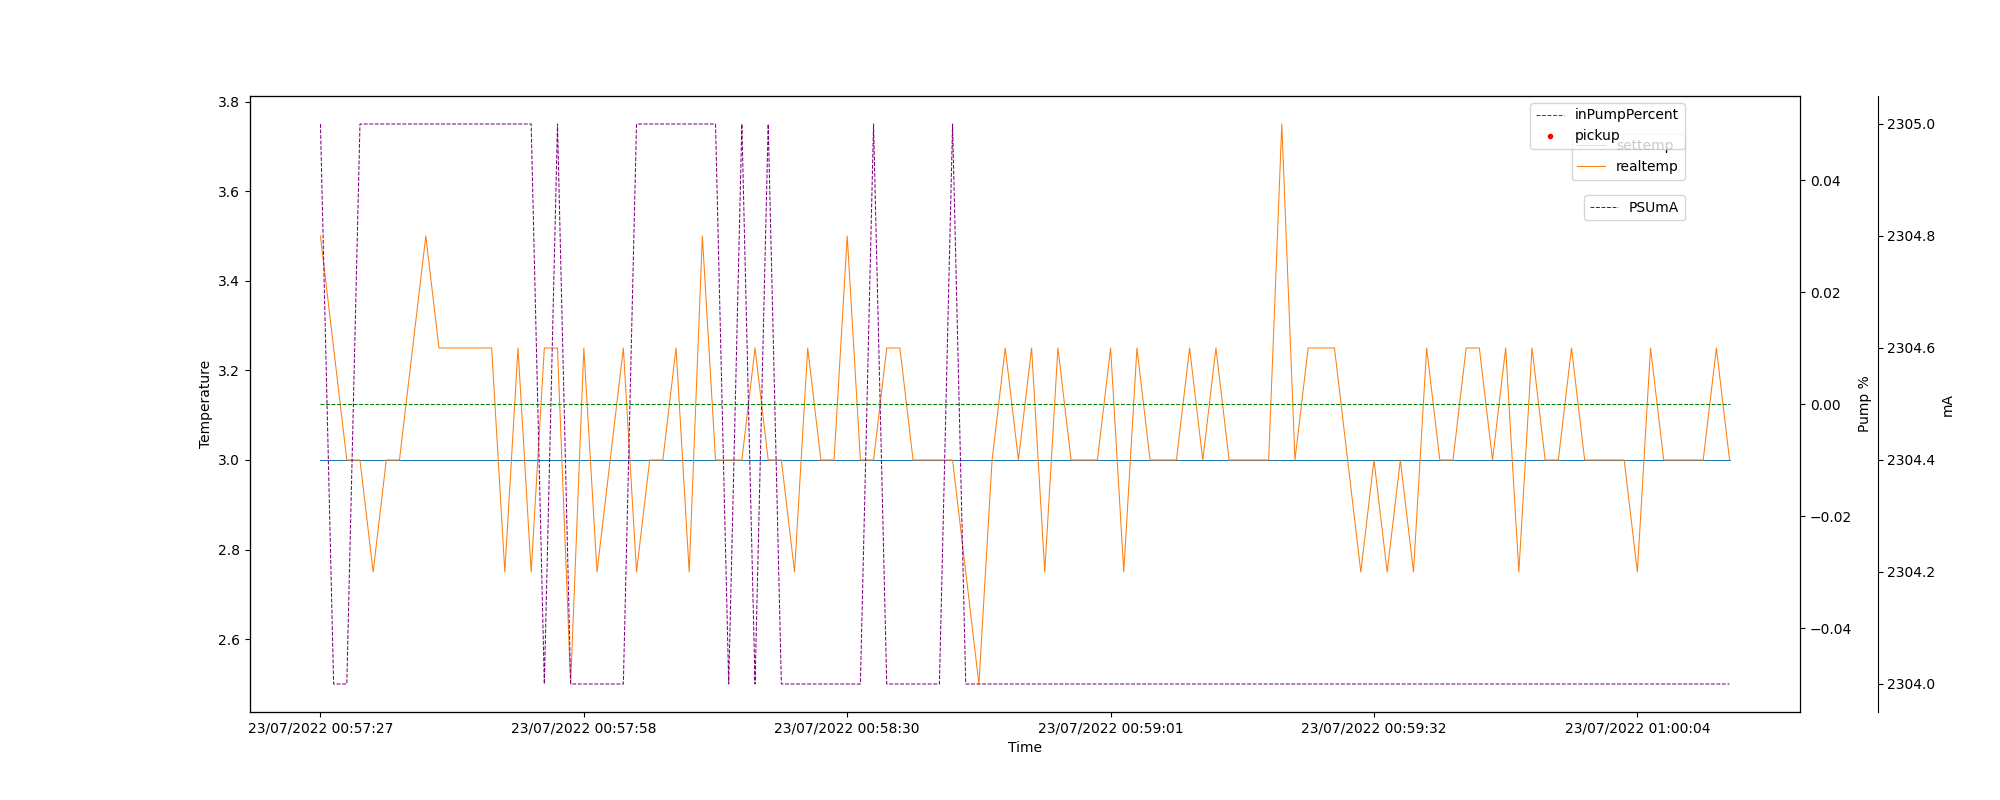 3.8
3.6
3.4
3.2
3.0
2.8
2.6
Temperature
inPumpPercent
pickup
settemp
realtemp
PSUmA
0.04
0.02
0.00
−0.02
−0.04
Pump %
2305.0
2304.8
2304.6
2304.4
2304.2
2304.0
mA
23/07/2022 00:57:27
23/07/2022 00:57:58
23/07/2022 00:58:30
23/07/2022 00:59:01
23/07/2022 00:59:32
23/07/2022 01:00:04
Time